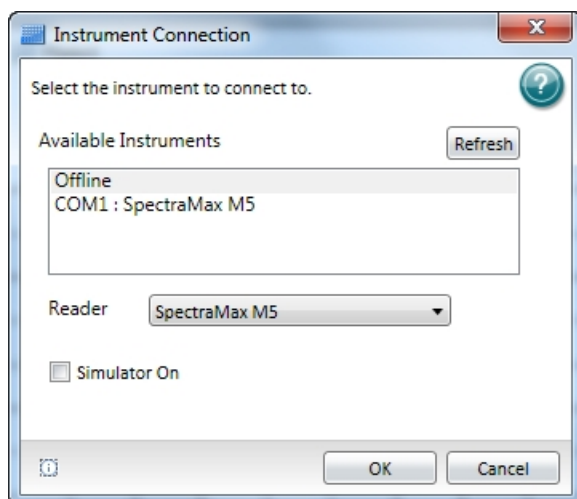 Instrument Connection
Select the instrument to connect to.
Available Instruments
Refresh
Offline
COM1 : SpectraMax M5
Reader
SpectraMax M5
Simulator On
OK
Cancel